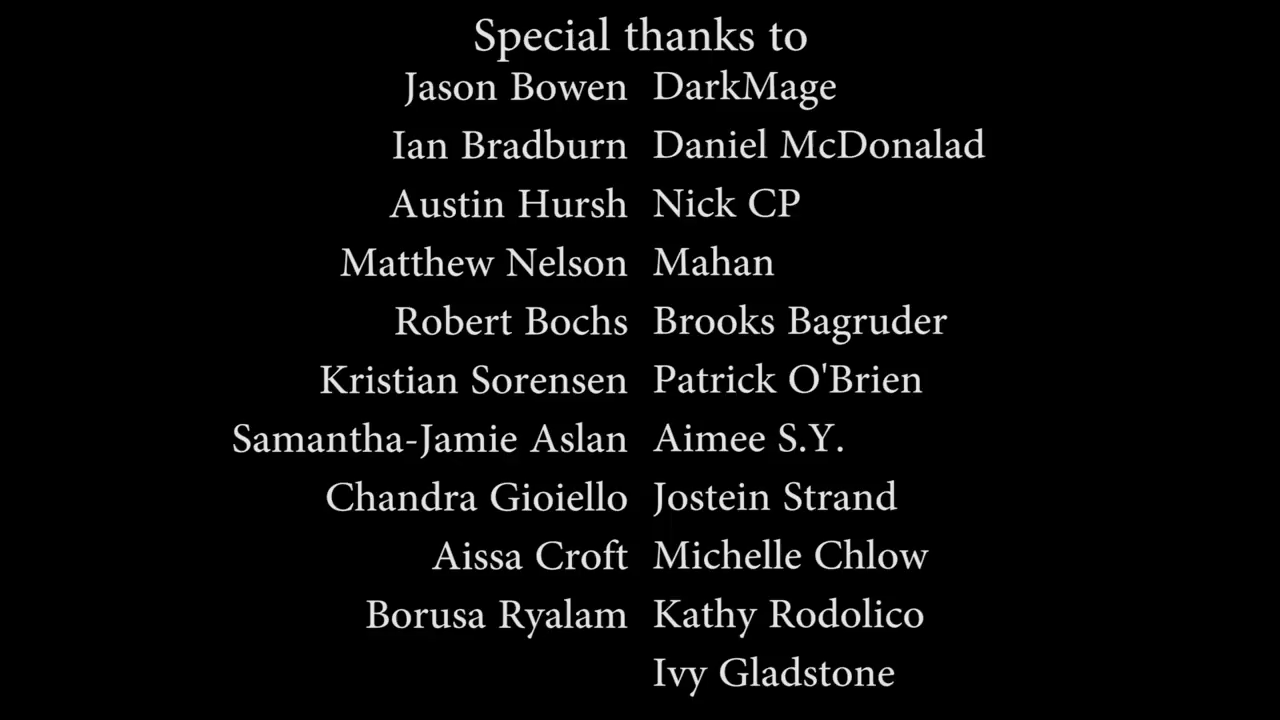 Special thanks to
Jason Bowen DarkMage
Ian Bradburn Daniel McDonalad
Austin Hursh Nick CP
Matthew Nelson Mahan
Robert Bochs Brooks Bagruder
Kristian Sorensen Patrick O'Brien
Samantha-Jamie Aslan Aimee S.Y.
Chandra Gioiello Jostein Strand
Aissa Croft Michelle Chlow
Borusa Ryalam Kathy Rodolico
Ivy Gladstone